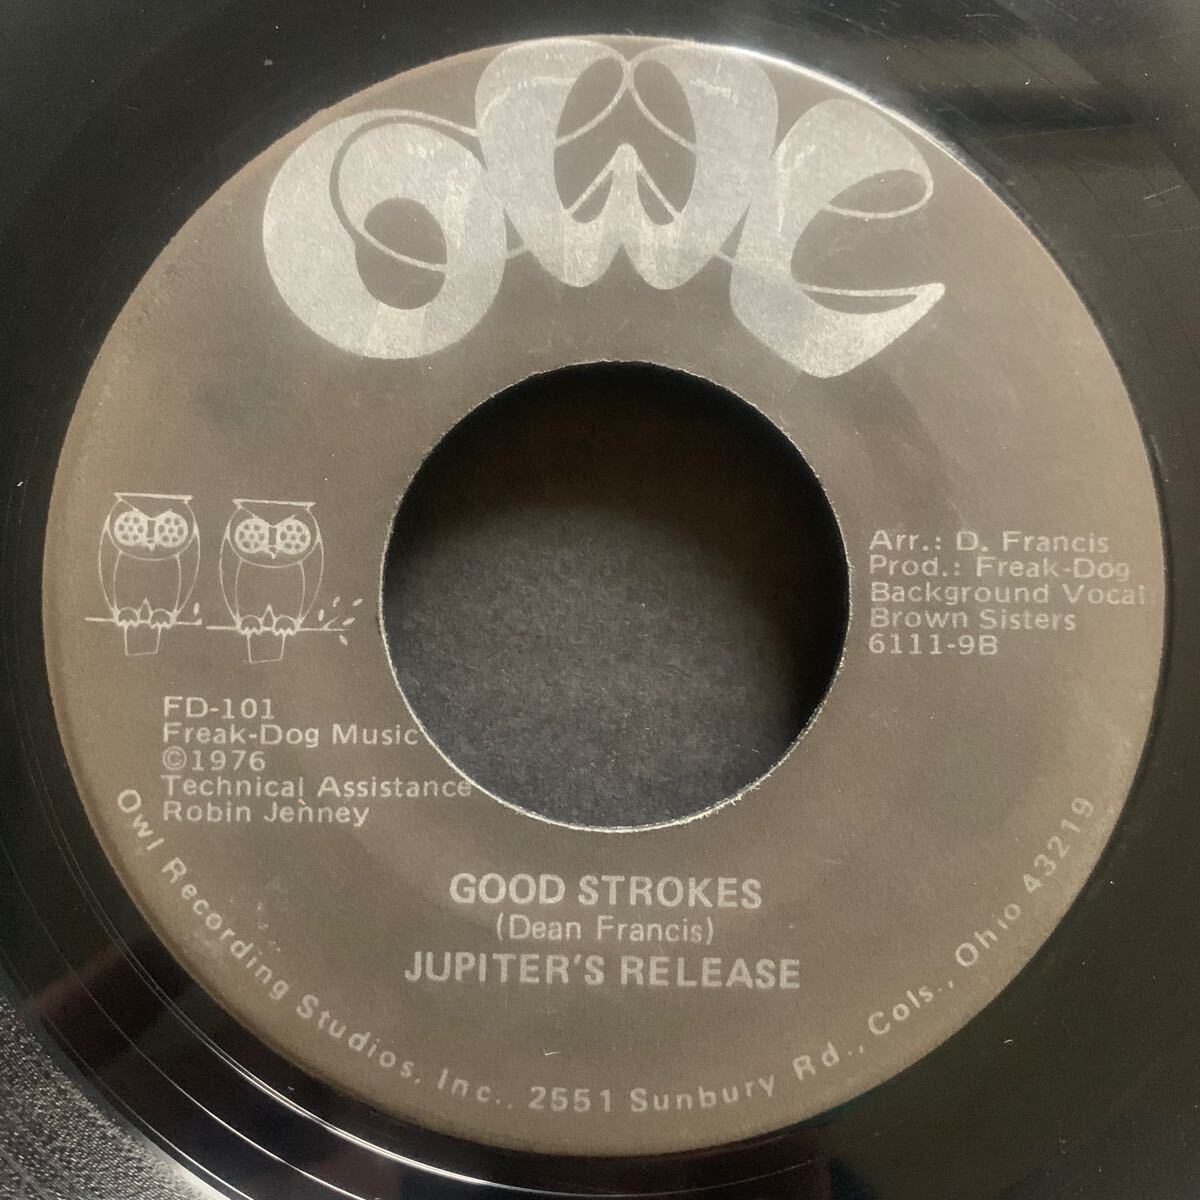 OWL
Arr.: D. Francis
Prod.: Freak-Dog
Background Vocal:
Brown Sisters
6111-9B
FD-101
Freak-Dog Music
©1976
Technical Assistance
Robin Jenney
GOOD STROKES
(Dean Francis)
JUPITER'S RELEASE
Owl Recording Studios, Inc., 2551 Sunbury Rd., Cols., Ohio 43219